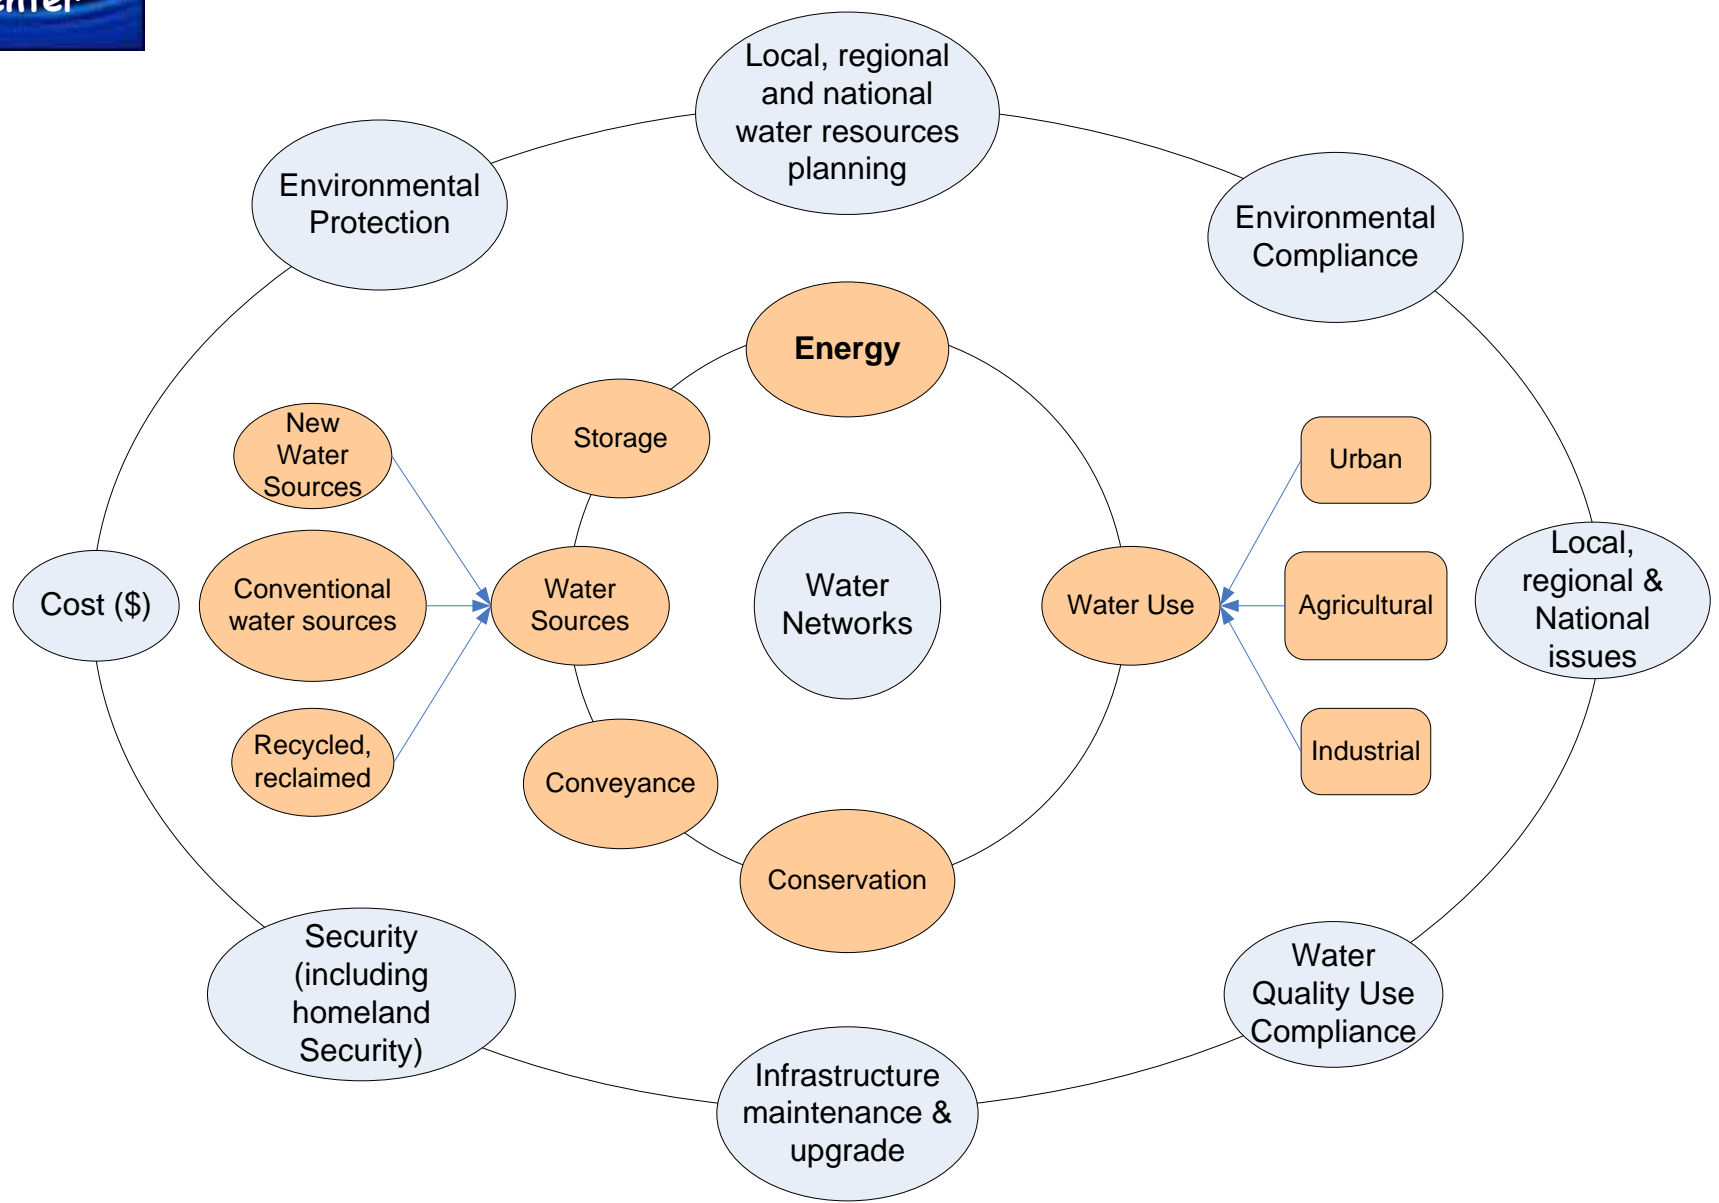 Local, regional
and national
water resources
planning
Environmental
Protection
Environmental
Compliance
Energy
Storage
New
Water
Sources
Urban
Conventional
water sources
Cost ($)
Water
Sources
Water
Networks
Water Use
Agricultural
Local,
regional &
National
issues
Recycled,
reclaimed
Conveyance
Industrial
Conservation
Security
(including
homeland
Security)
Water
Quality Use
Compliance
Infrastructure
maintenance &
upgrade